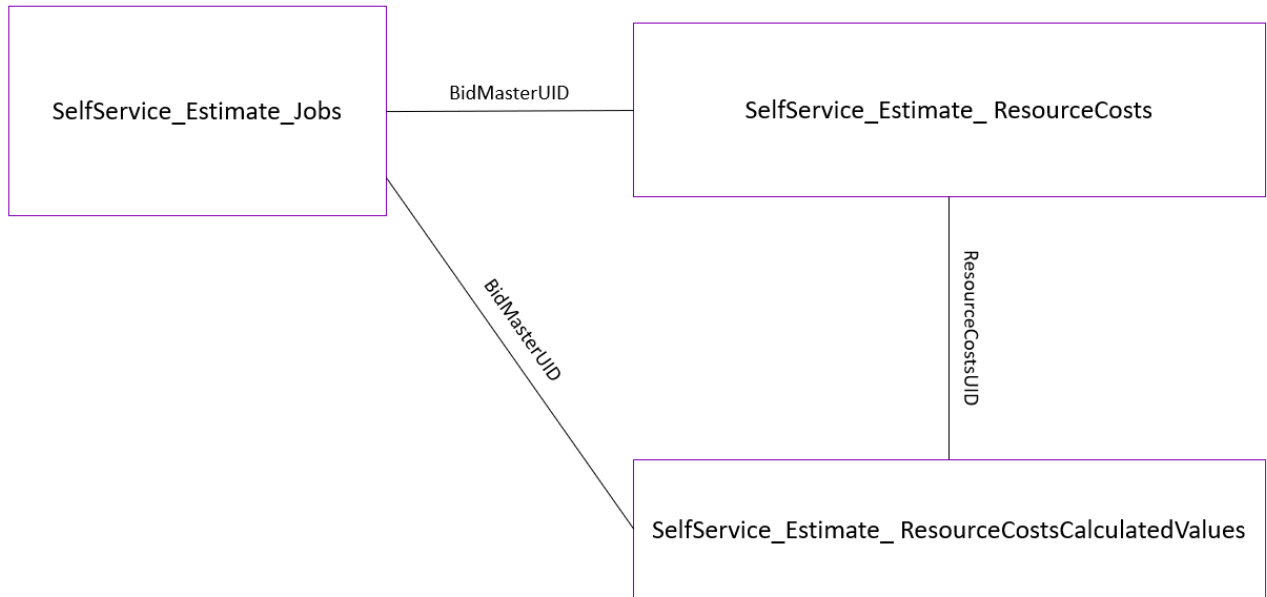 SelfService_Estimate_Jobs
BidMasterUID
SelfService_Estimate_ ResourceCosts
BidMasterUID
ResourceCostsUID
SelfService_Estimate_ ResourceCostsCalculatedValues